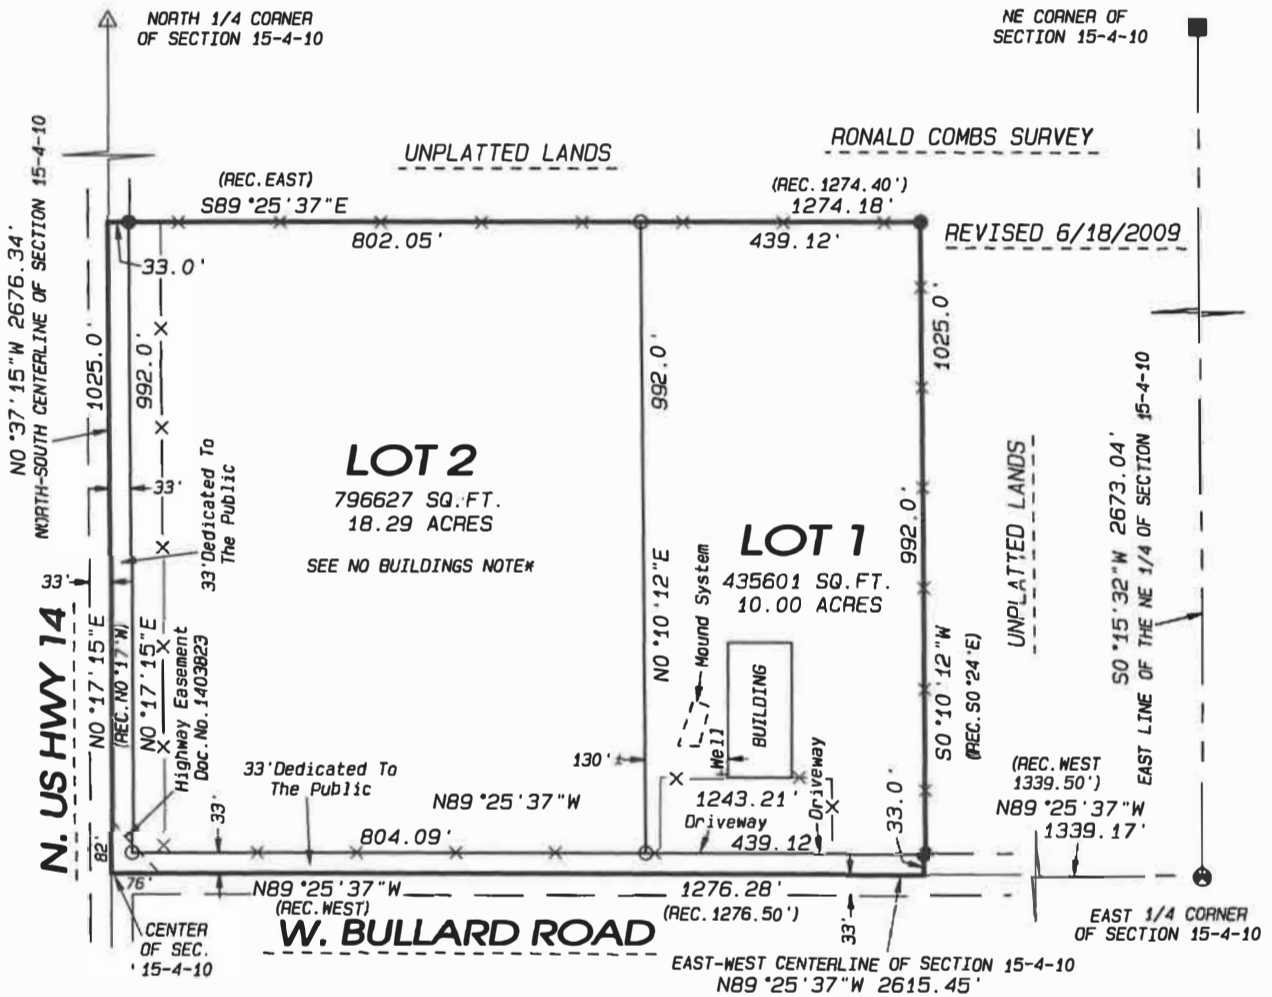 NORTH 1/4 CORNER
OF SECTION 15-4-10
NE CORNER OF
SECTION 15-4-10
UNPLATTED LANDS
RONALD COMBS SURVEY
(REC.EAST)
S89°25'37"E
(REC.1274.40')
1274.18'
802.05'
439.12'
REVISED 6/18/2009
33.0'
N0°37'15"W 2676.34'
NORTH-SOUTH CENTERLINE OF SECTION 15-4-10
1025.0'
992.0'
992.0'
1025.0'
992.0'
LOT 2
796627 SQ.FT.
18.29 ACRES
SEE NO BUILDINGS NOTE*
33'
33'Dedicated To
The Public
33'
LOT 1
435601 SQ.FT.
10.00 ACRES
UNPLATTED LANDS
S0°15'32"W 2673.04'
EAST LINE OF THE NE 1/4 OF SECTION 15-4-10
N. US HWY 14
N0°17'15"E
(REC.N0°17'W)
N0°17'15"E
Highway Easement
Doc.No.1403823
N0°10'12"E
Mound System
Well
BUILDING
Driveway
S0°10'12"W
(REC.S0°24'E)
130'
33'Dedicated To
The Public
33'
N89°25'37"W
804.09'
1243.21'
Driveway
439.12'
33.0'
(REC.WEST
1339.50')
N89°25'37"W
1339.17'
82'
76'
N89°25'37"W
(REC.WEST)
1276.28'
(REC.1276.50')
33'
W. BULLARD ROAD
CENTER
OF SEC.
15-4-10
EAST 1/4 CORNER
OF SECTION 15-4-10
EAST-WEST CENTERLINE OF SECTION 15-4-10
N89°25'37"W 2615.45'